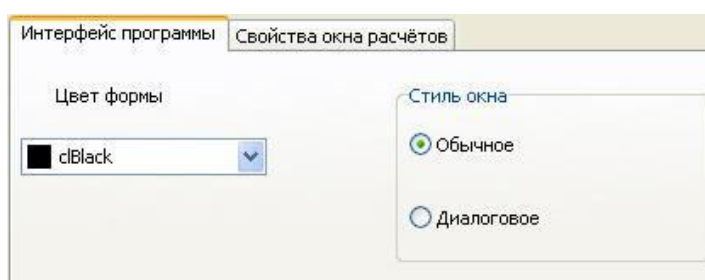 Интерфейс программы
Свойства окна расчётов
Цвет формы
clBlack
Стиль окна
Обычное
Диалоговое